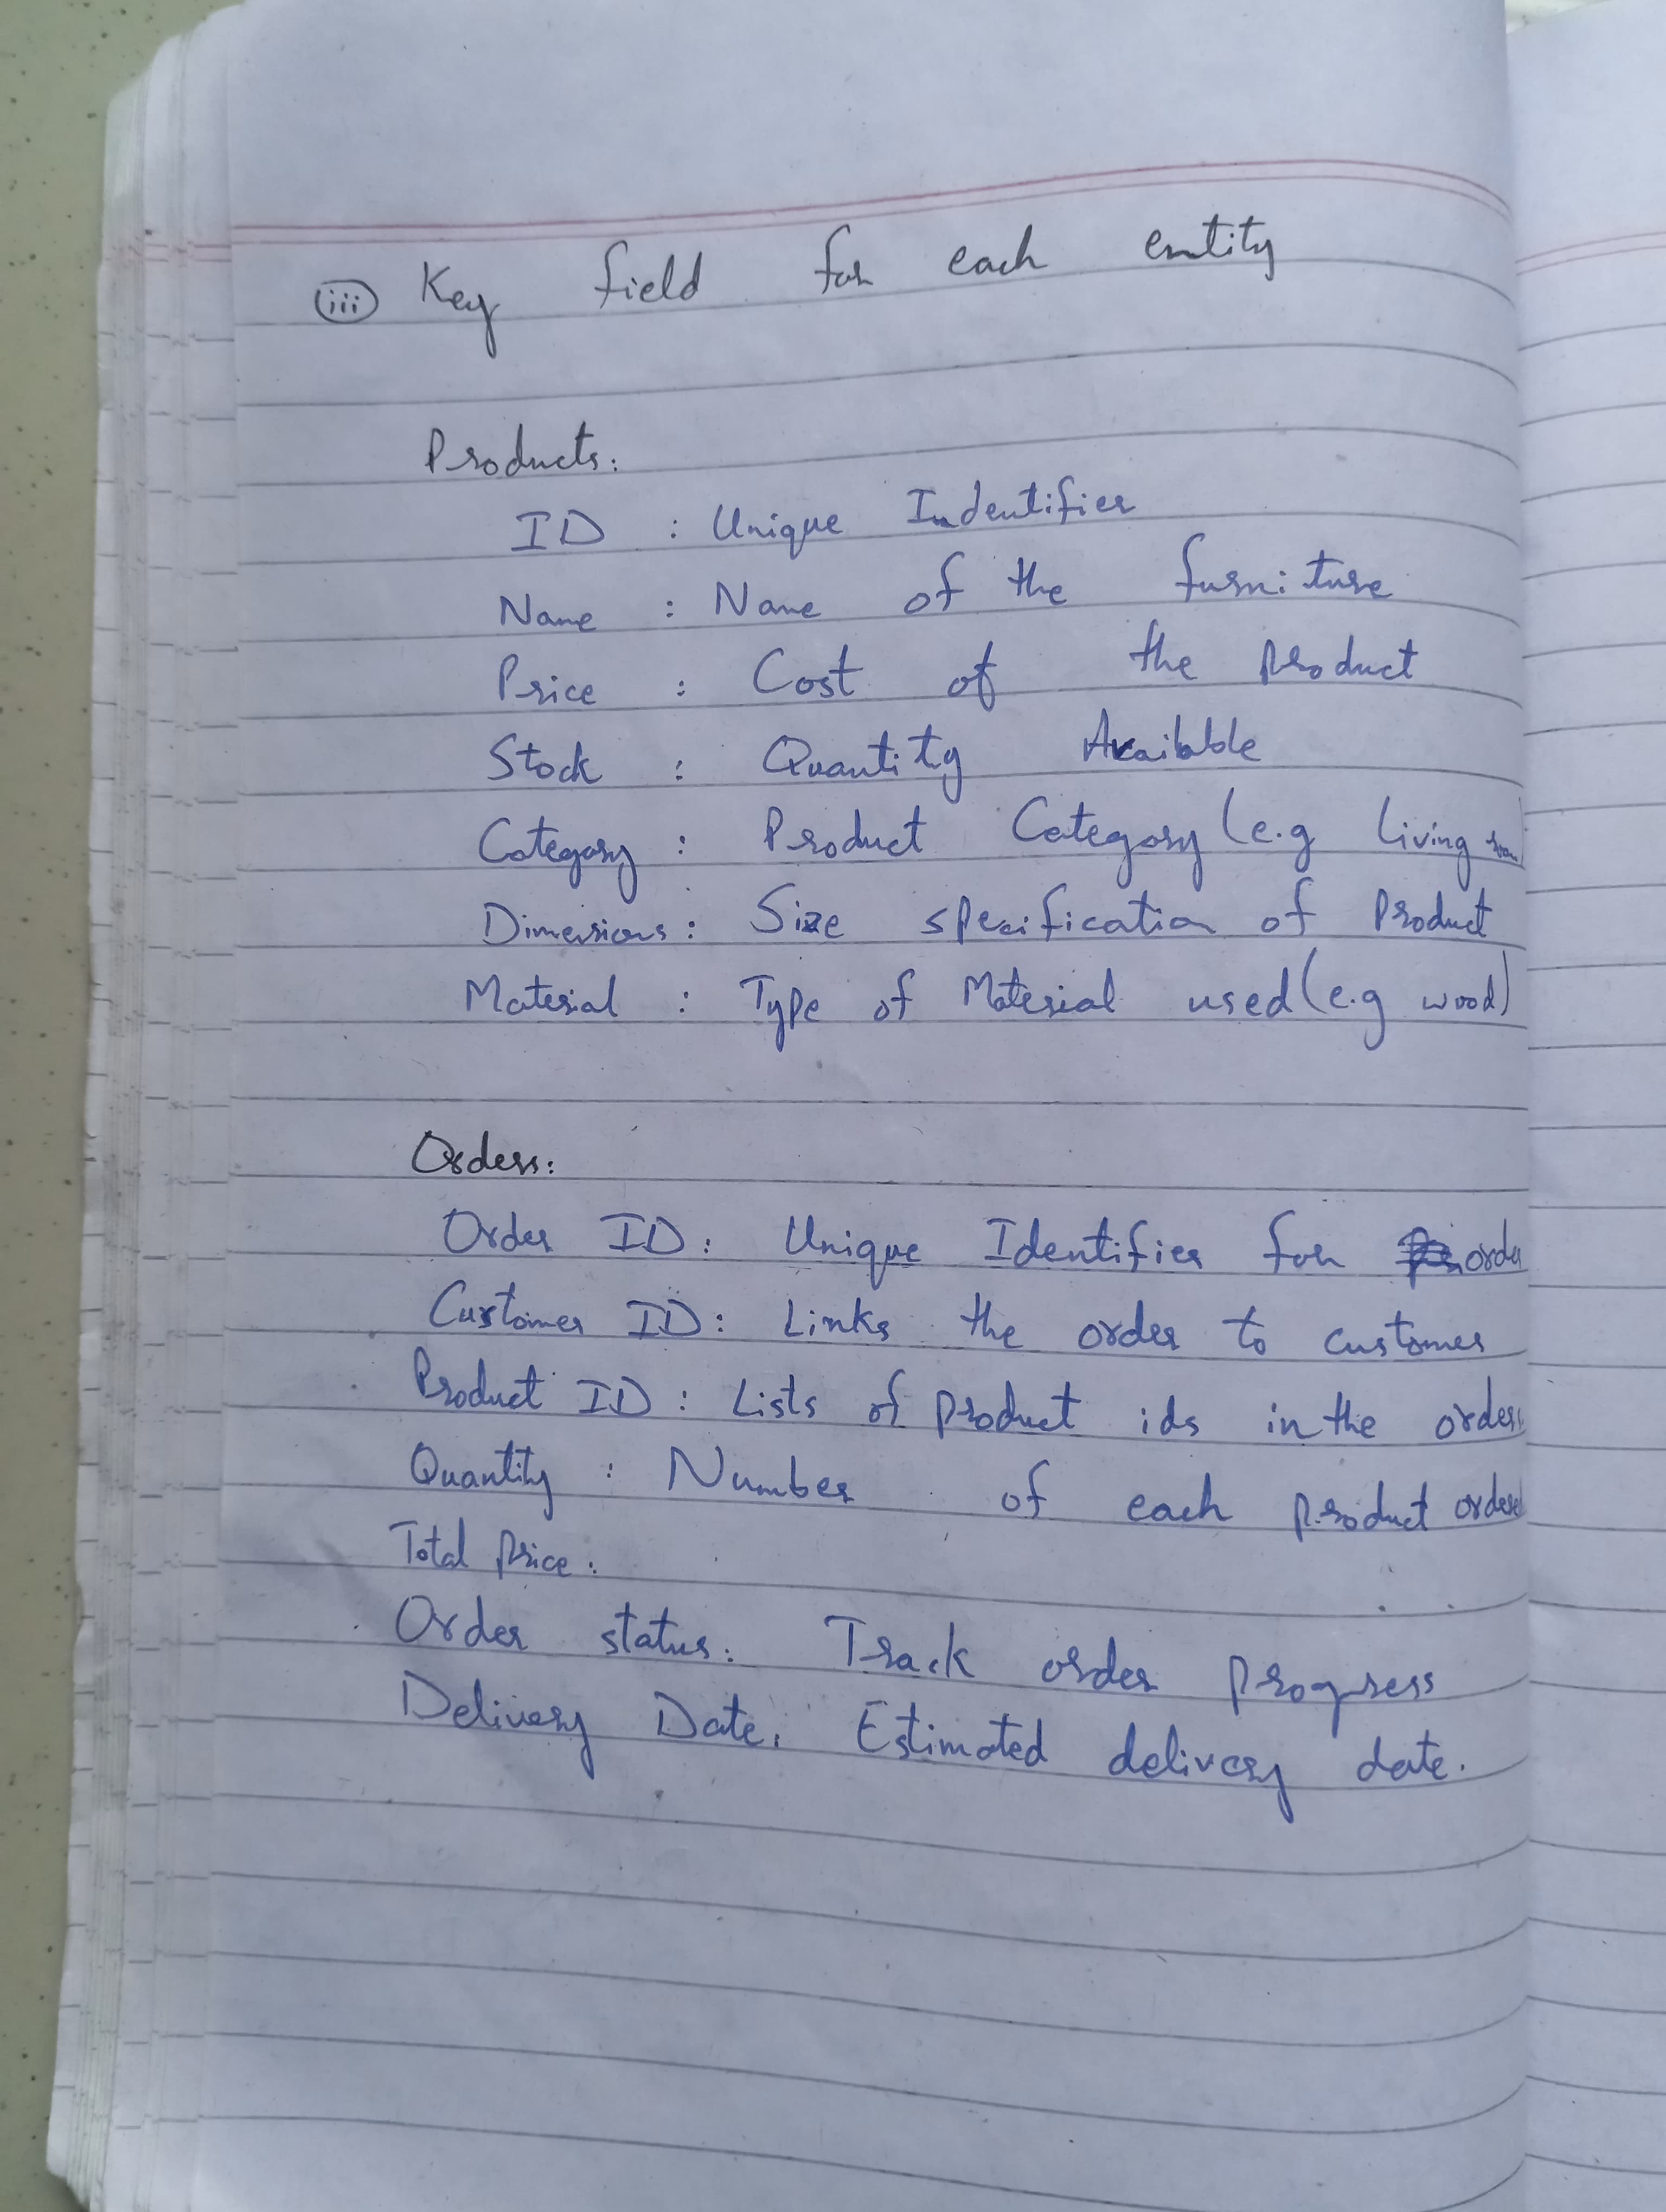 (iii) Key field for each entity
Products:
ID : Unique Indentifier
Name : Name of the furniture
Price : Cost of the product
Stock : Quantity Available
Category : Product Category (e.g living room
Dimensions : Size specification of Product
Material : Type of Material used (e.g wood)
Orders:
Order ID : Unique Identifier for order
Customer ID : Links the order to customer
Product ID : Lists of product ids in the order
Quantity : Number of each product ordered
Total price :
Order status : Track order progress
Delivery Date : Estimated delivery date.